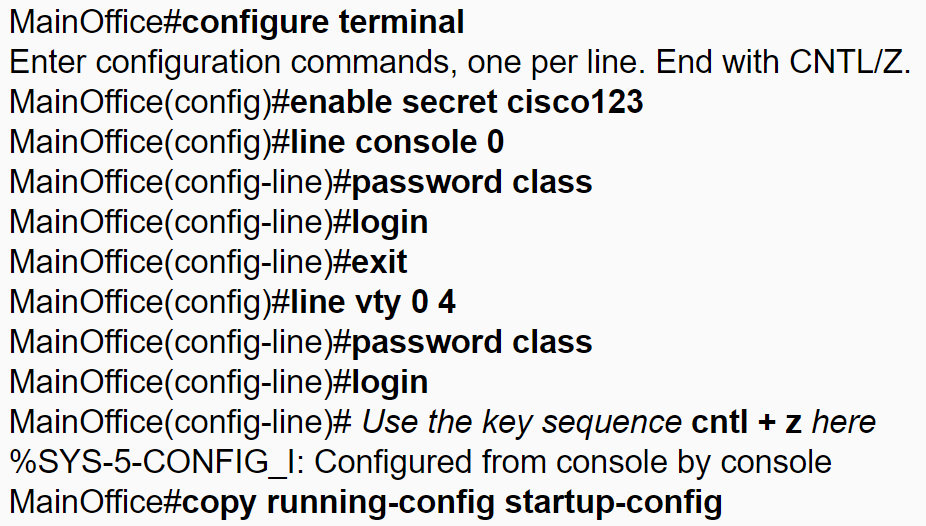 MainOffice#configure terminal
Enter configuration commands, one per line. End with CNTL/Z.
MainOffice(config)#enable secret cisco123
MainOffice(config)#line console 0
MainOffice(config-line)#password class
MainOffice(config-line)#login
MainOffice(config-line)#exit
MainOffice(config)#line vty 0 4
MainOffice(config-line)#password class
MainOffice(config-line)#login
MainOffice(config-line)# Use the key sequence cntl + z here
%SYS-5-CONFIG_I: Configured from console by console
MainOffice#copy running-config startup-config